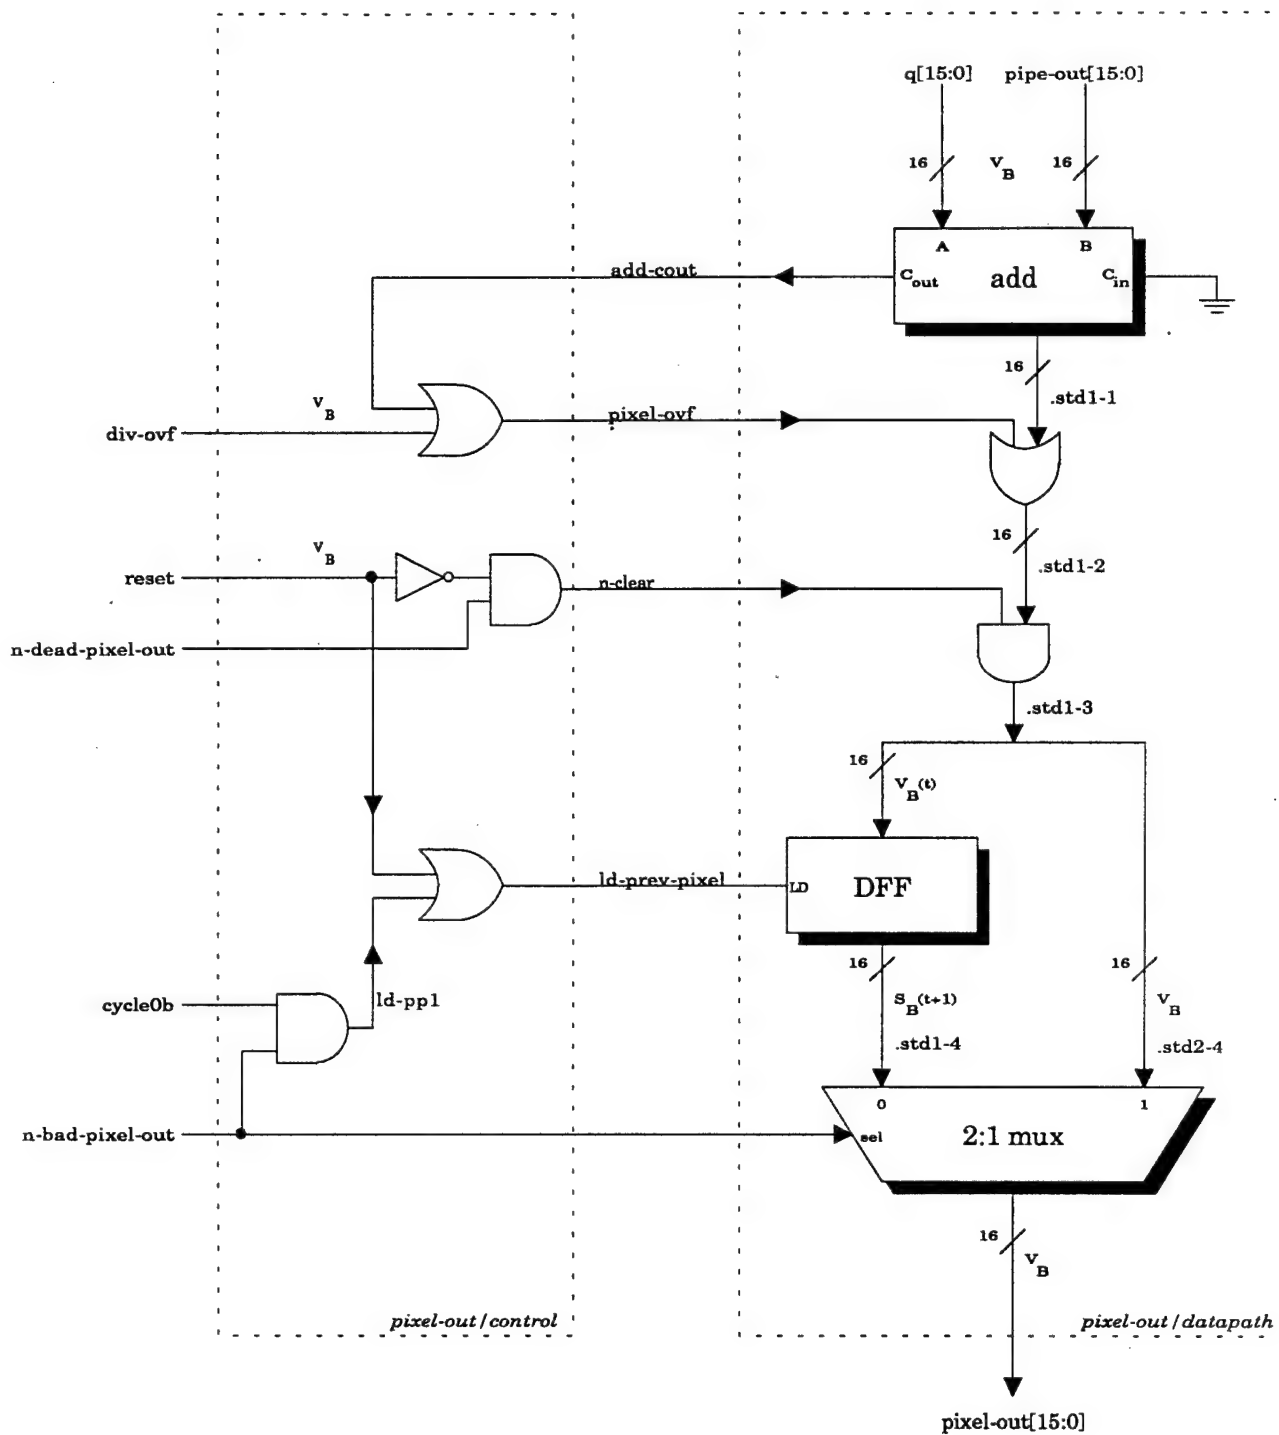 q[15:0] pipe-out[15:0]
16 V_B 16
A B
add-cout C_out add C_in
16
.std1-1
V_B
pixel-ovf
div-ovf
16
V_B
.std1-2
reset n-clear
n-dead-pixel-out
.std1-3
16
V_B(t)
ld-prev-pixel LD DFF
16 16
cycle0b ld-pp1 S_B(t+1) V_B
.std1-4 .std2-4
0 1
n-bad-pixel-out sel 2:1 mux
16
V_B
pixel-out/control pixel-out/datapath
pixel-out[15:0]